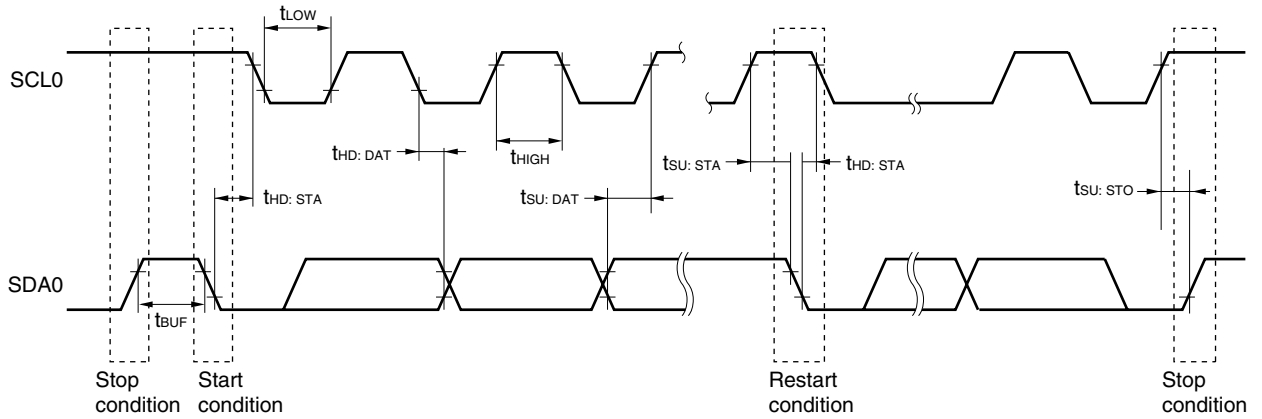 tLOW
SCL0
tHD: DAT
tHIGH
tSU: STA
tHD: STA
tHD: STA
tSU: DAT
tSU: STO
SDA0
tBUF
Stop
condition
Start
condition
Restart
condition
Stop
condition